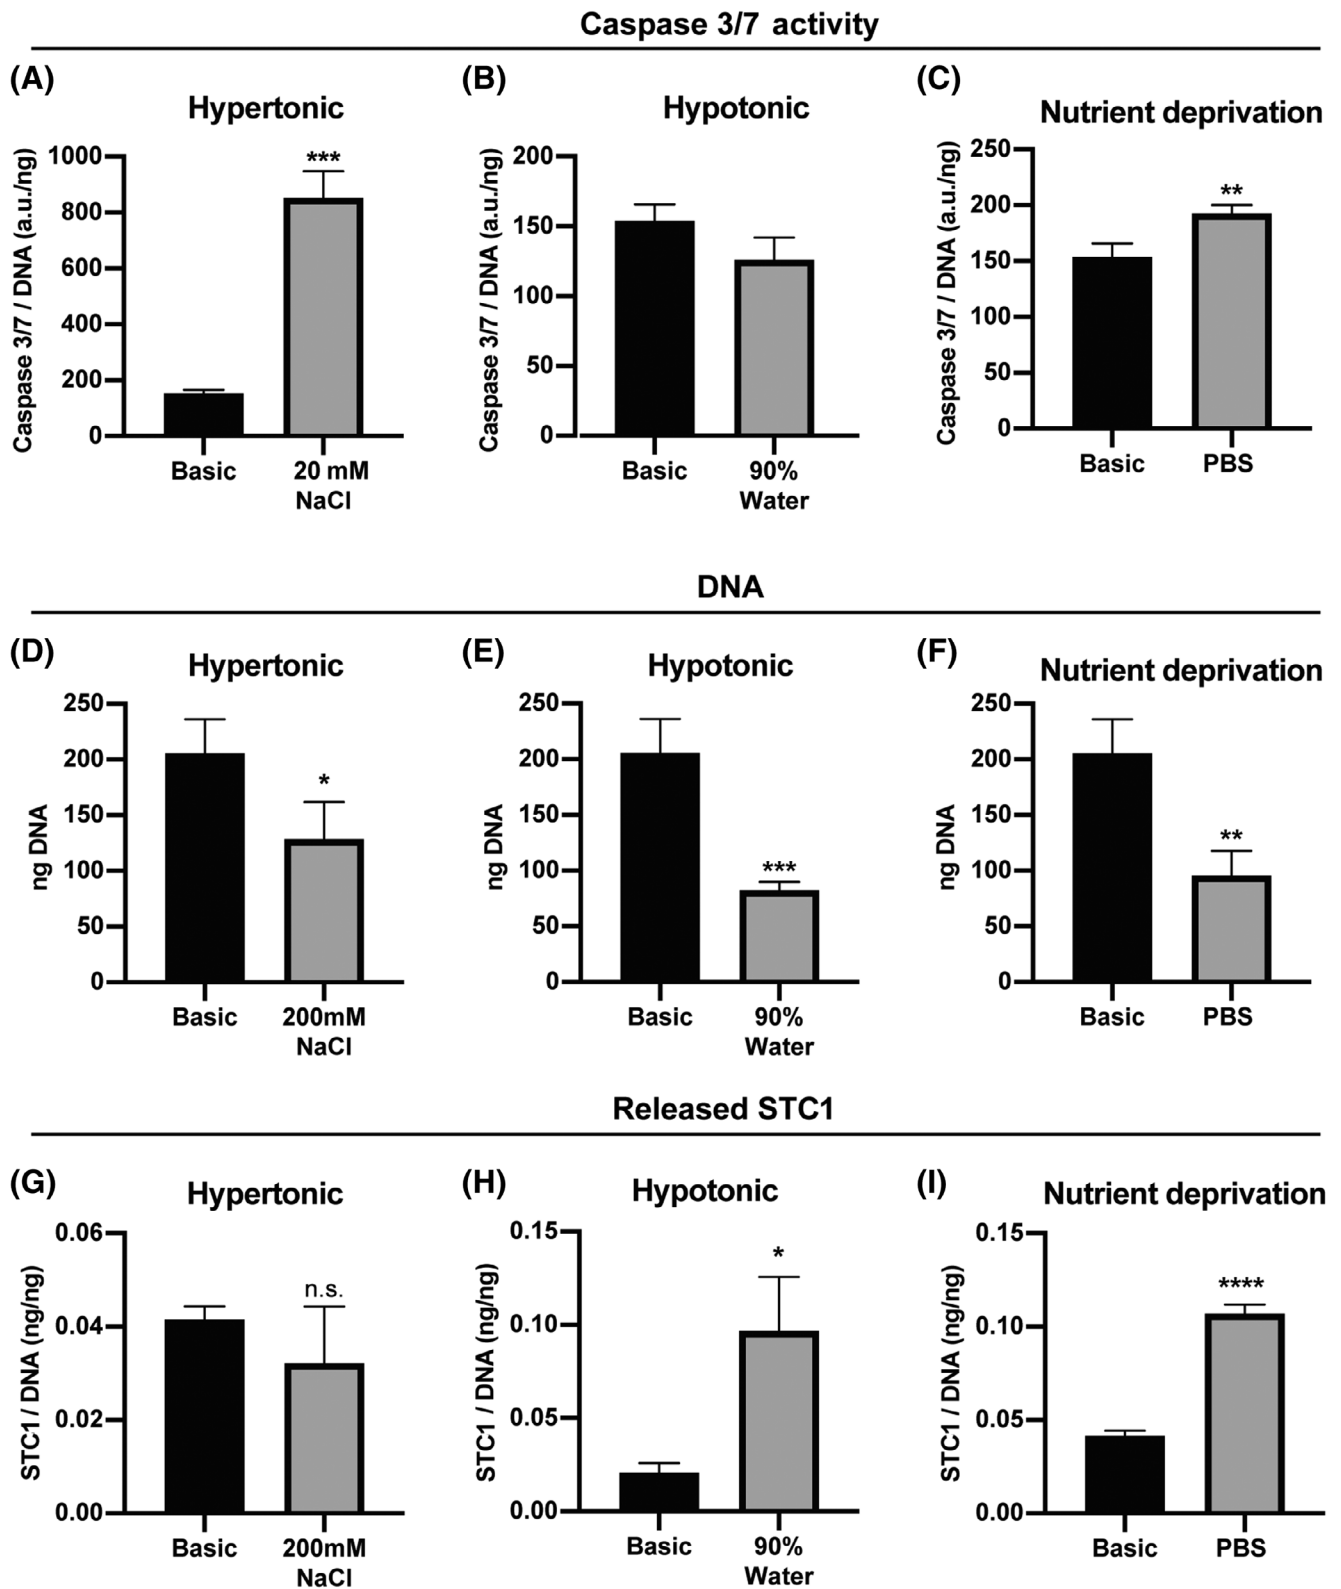 Caspase 3/7 activity
(A)
Hypertonic
Caspase 3/7 / DNA (a.u./ng)
1000
800
600
400
200
0
***
Basic
20 mM
NaCl
(B)
Hypotonic
Caspase 3/7 / DNA (a.u./ng)
200
150
100
50
0
Basic
90%
Water
(C)
Nutrient deprivation
Caspase 3/7 / DNA (a.u./ng)
250
200
150
100
50
0
**
Basic
PBS
DNA
(D)
Hypertonic
ng DNA
250
200
150
100
50
0
*
Basic
200mM
NaCl
(E)
Hypotonic
ng DNA
250
200
150
100
50
0
***
Basic
90%
Water
(F)
Nutrient deprivation
ng DNA
250
200
150
100
50
0
**
Basic
PBS
Released STC1
(G)
Hypertonic
STC1 / DNA (ng/ng)
0.06
0.04
0.02
0.00
n.s.
Basic
200mM
NaCl
(H)
Hypotonic
STC1 / DNA (ng/ng)
0.15
0.10
0.05
0.00
*
Basic
90%
Water
(I)
Nutrient deprivation
STC1 / DNA (ng/ng)
0.15
0.10
0.05
0.00
****
Basic
PBS